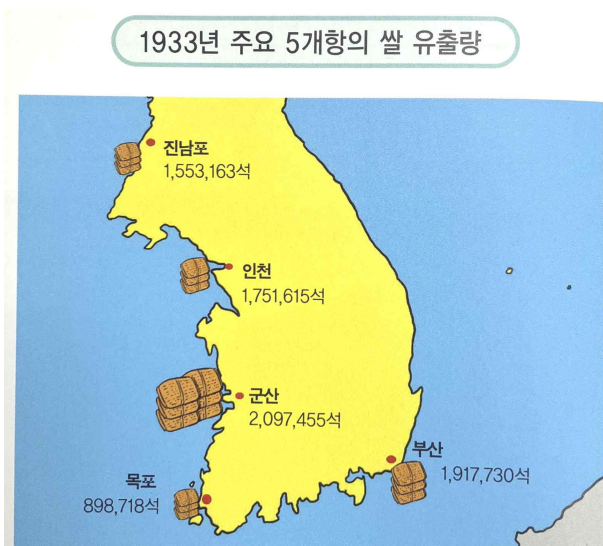 1933년 주요 5개항의 쌀 유출량
진남포
1,553,163석
인천
1,751,615석
군산
2,097,455석
부산
1,917,730석
목포
898,718석